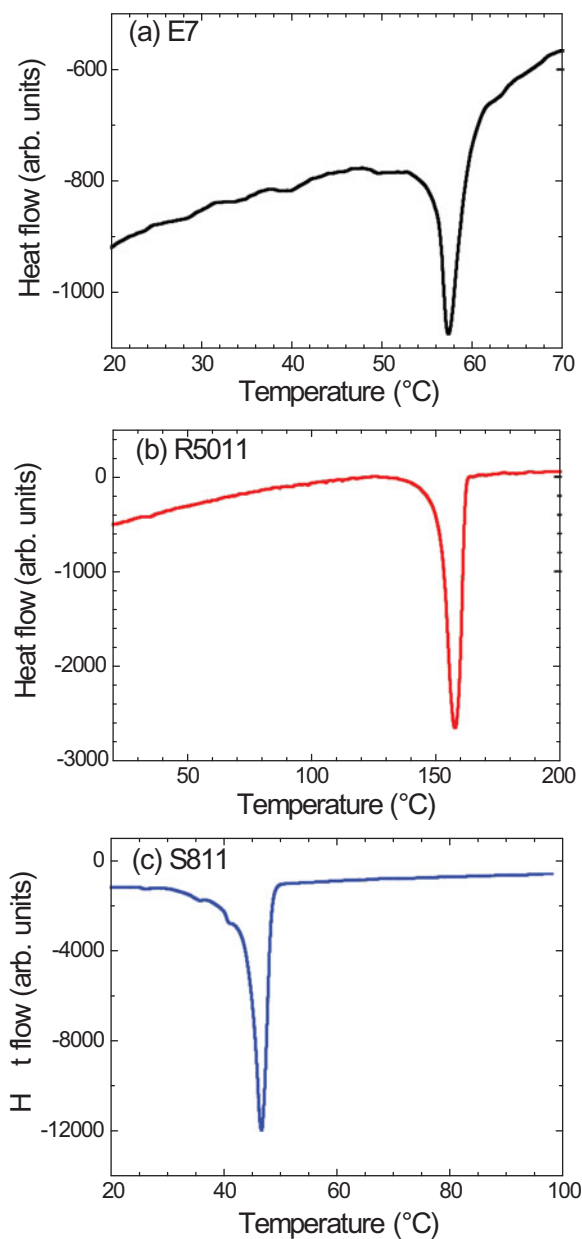 (a) E7
Heat flow (arb. units)
-600
-800
-1000
20 30 40 50 60 70
Temperature (°C)
(b) R5011
Heat flow (arb. units)
0
-1000
-2000
-3000
50 100 150 200
Temperature (°C)
(c) S811
H t flow (arb. units)
0
-4000
-8000
-12000
20 40 60 80 100
Temperature (°C)